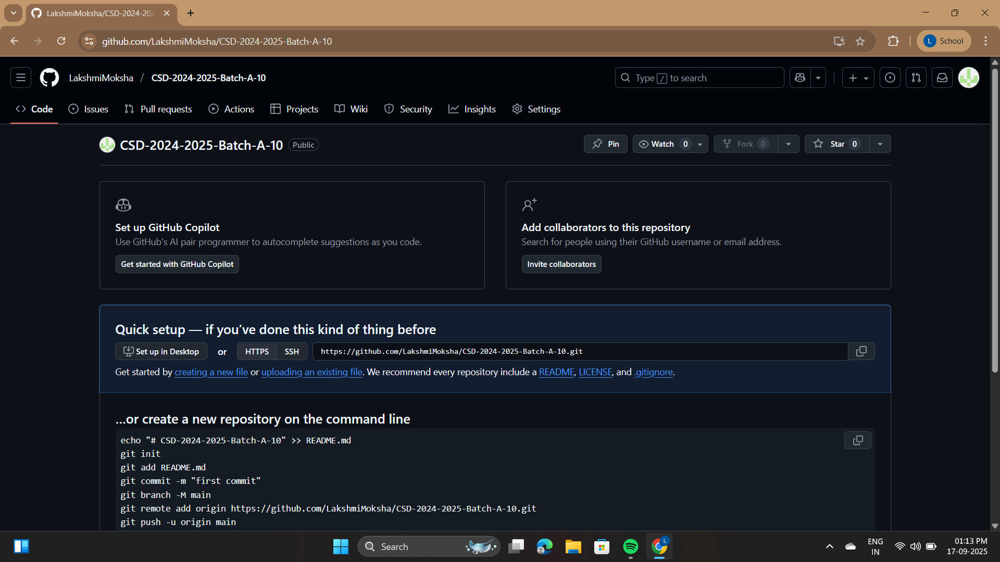 LakshmiMoksha/CSD-2024-202
github.com/LakshmiMoksha/CSD-2024-2025-Batch-A-10
L School
LakshmiMoksha / CSD-2024-2025-Batch-A-10
Type / to search
Code Issues Pull requests Actions Projects Wiki Security Insights Settings
CSD-2024-2025-Batch-A-10 Public
Pin Watch 0 Fork 0 Star 0
Set up GitHub Copilot
Use GitHub's AI pair programmer to autocomplete suggestions as you code.
Get started with GitHub Copilot
Add collaborators to this repository
Search for people using their GitHub username or email address.
Invite collaborators
Quick setup — if you’ve done this kind of thing before
Set up in Desktop or HTTPS SSH https://github.com/LakshmiMoksha/CSD-2024-2025-Batch-A-10.git
Get started by creating a new file or uploading an existing file. We recommend every repository include a README, LICENSE, and .gitignore.
…or create a new repository on the command line
echo "# CSD-2024-2025-Batch-A-10" >> README.md
git init
git add README.md
git commit -m "first commit"
git branch -M main
git remote add origin https://github.com/LakshmiMoksha/CSD-2024-2025-Batch-A-10.git
git push -u origin main
Search
L
ENG
IN
01:13 PM
17-09-2025